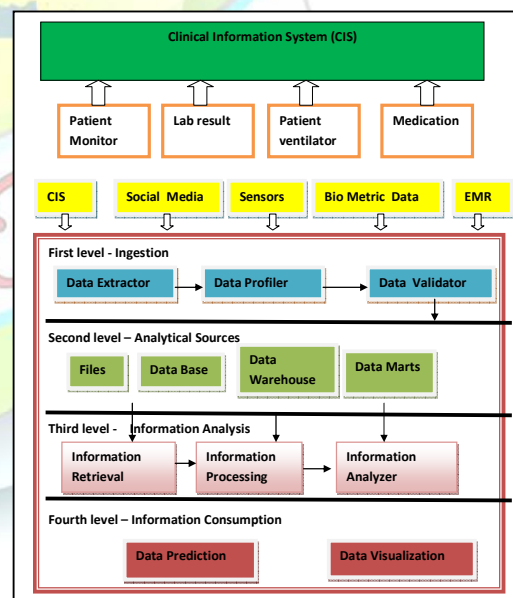 Clinical Information System (CIS)
Patient Monitor
Lab result
Patient ventilator
Medication
CIS
Social Media
Sensors
Bio Metric Data
EMR
First level - Ingestion
Data Extractor
Data Profiler
Data Validator
Second level – Analytical Sources
Files
Data Base
Data Warehouse
Data Marts
Third level - Information Analysis
Information Retrieval
Information Processing
Information Analyzer
Fourth level – Information Consumption
Data Prediction
Data Visualization